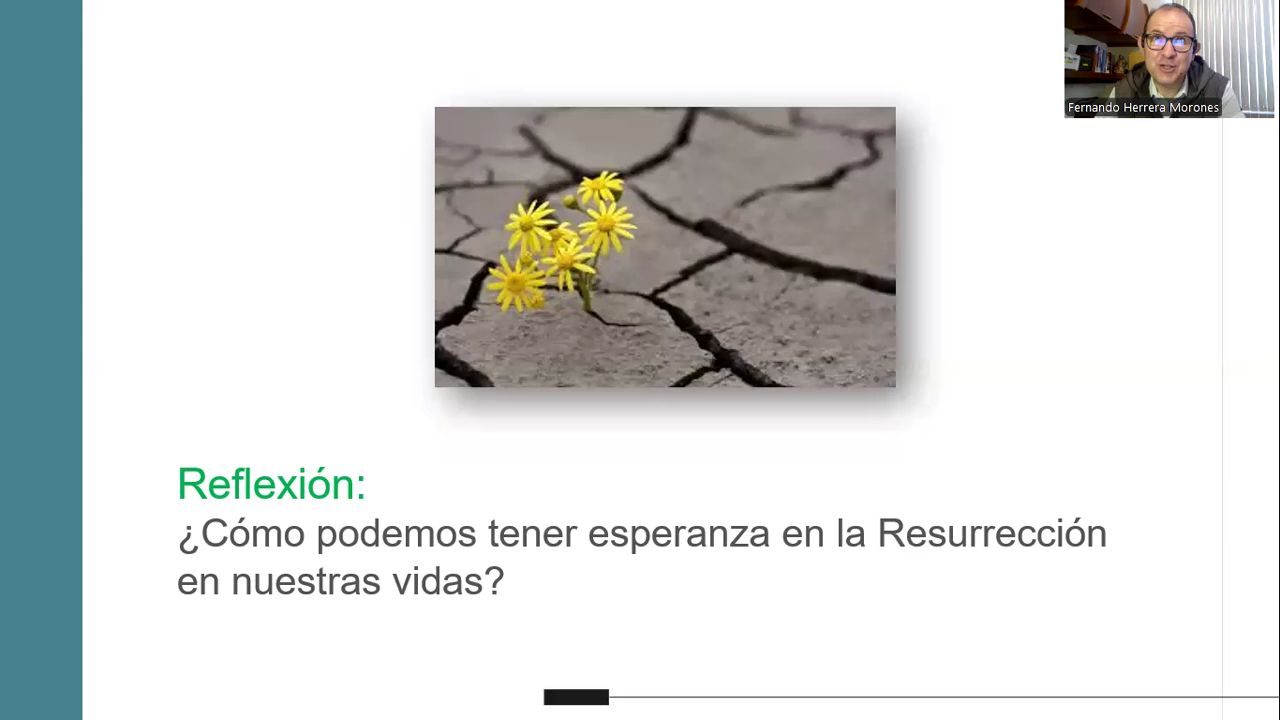 Fernando Herrera Morones
Reflexión:
¿Cómo podemos tener esperanza en la Resurrección
en nuestras vidas?